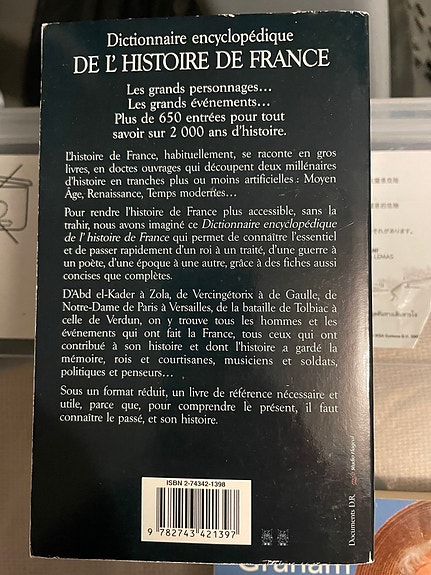 Dictionnaire encyclopédique
DE L' HISTOIRE DE FRANCE
Les grands personnages...
Les grands événements...
Plus de 650 entrées pour tout
savoir sur 2 000 ans d'histoire.
L'histoire de France, habituellement, se raconte en gros
livres, en doctes ouvrages qui découpent deux millénaires
d'histoire en tranches plus ou moins artificielles : Moyen
Âge, Renaissance, Temps modernes...
Pour rendre l'histoire de France plus accessible, sans la
trahir, nous avons imaginé ce Dictionnaire encyclopédique
de l' histoire de France qui permet de connaître l'essentiel
et de passer rapidement d'un roi à un traité, d'une guerre à
un poète, d'une époque à une autre, grâce à des fiches aussi
concises que complètes.
D'Abd el-Kader à Zola, de Vercingétorix à de Gaulle, de
Notre-Dame de Paris à Versailles, de la bataille de Tolbiac à
celle de Verdun, on y trouve tous les hommes et les
événements qui ont fait la France, tous ceux qui ont
contribué à son histoire et dont l'histoire a gardé la
mémoire, rois et courtisanes, musiciens et soldats,
politiques et penseurs...
Sous un format réduit, un livre de référence nécessaire et
utile, parce que, pour comprendre le présent, il faut
connaître le passé, et son histoire.
ISBN 2-74342-1398
9 782743 421397
Documents D.R.
Graham